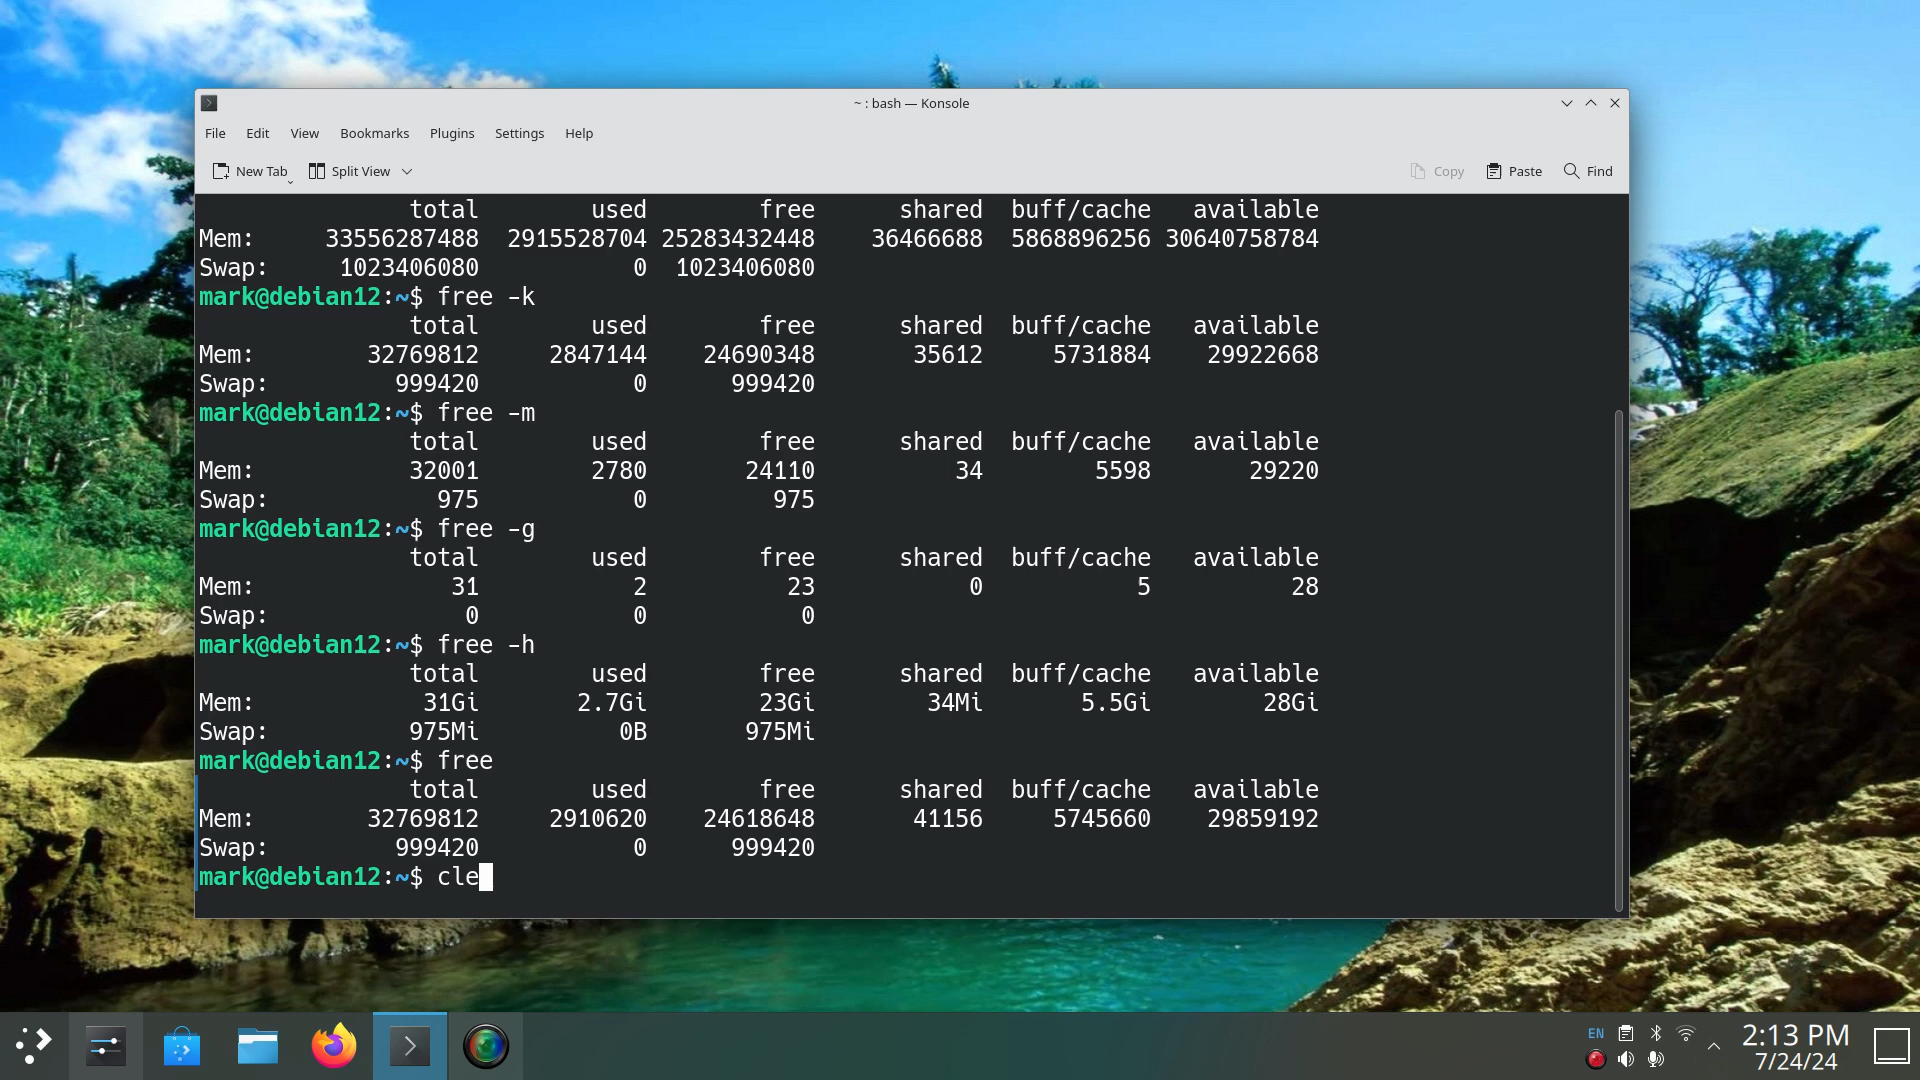 ~ : bash — Konsole
File Edit View Bookmarks Plugins Settings Help
New Tab Split View Copy Paste Find
total used free shared buff/cache available
Mem: 33556287488 2915528704 25283432448 36466688 5868896256 30640758784
Swap: 1023406080 0 1023406080
mark@debian12:~$ free -k
total used free shared buff/cache available
Mem: 32769812 2847144 24690348 35612 5731884 29922668
Swap: 999420 0 999420
mark@debian12:~$ free -m
total used free shared buff/cache available
Mem: 32001 2780 24110 34 5598 29220
Swap: 975 0 975
mark@debian12:~$ free -g
total used free shared buff/cache available
Mem: 31 2 23 0 5 28
Swap: 0 0 0
mark@debian12:~$ free -h
total used free shared buff/cache available
Mem: 31Gi 2.7Gi 23Gi 34Mi 5.5Gi 28Gi
Swap: 975Mi 0B 975Mi
mark@debian12:~$ free
total used free shared buff/cache available
Mem: 32769812 2910620 24618648 41156 5745660 29859192
Swap: 999420 0 999420
mark@debian12:~$ cle
EN 2:13 PM
7/24/24